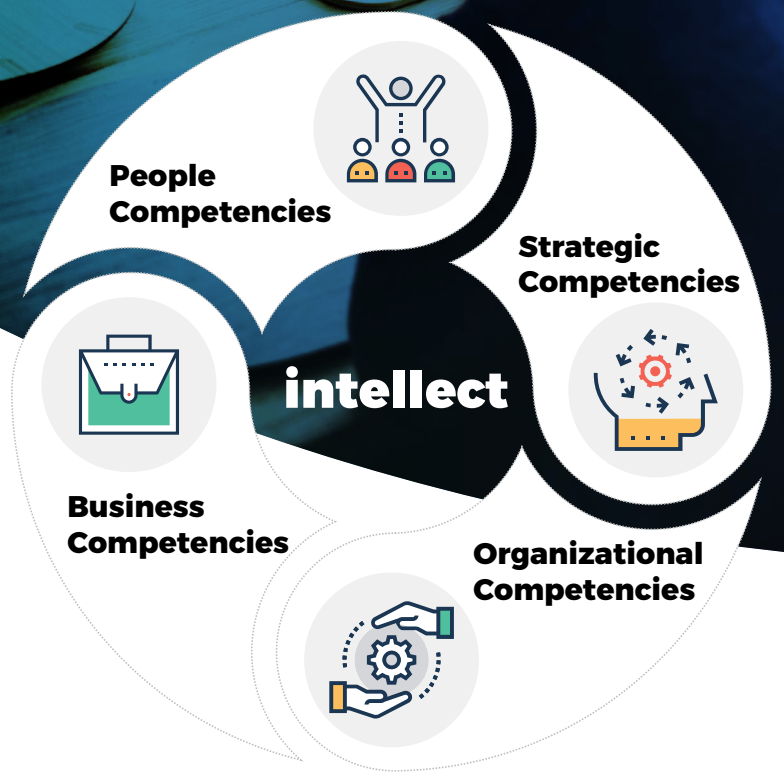 People
Competencies
Strategic
Competencies
intellect
Business
Competencies
Organizational
Competencies